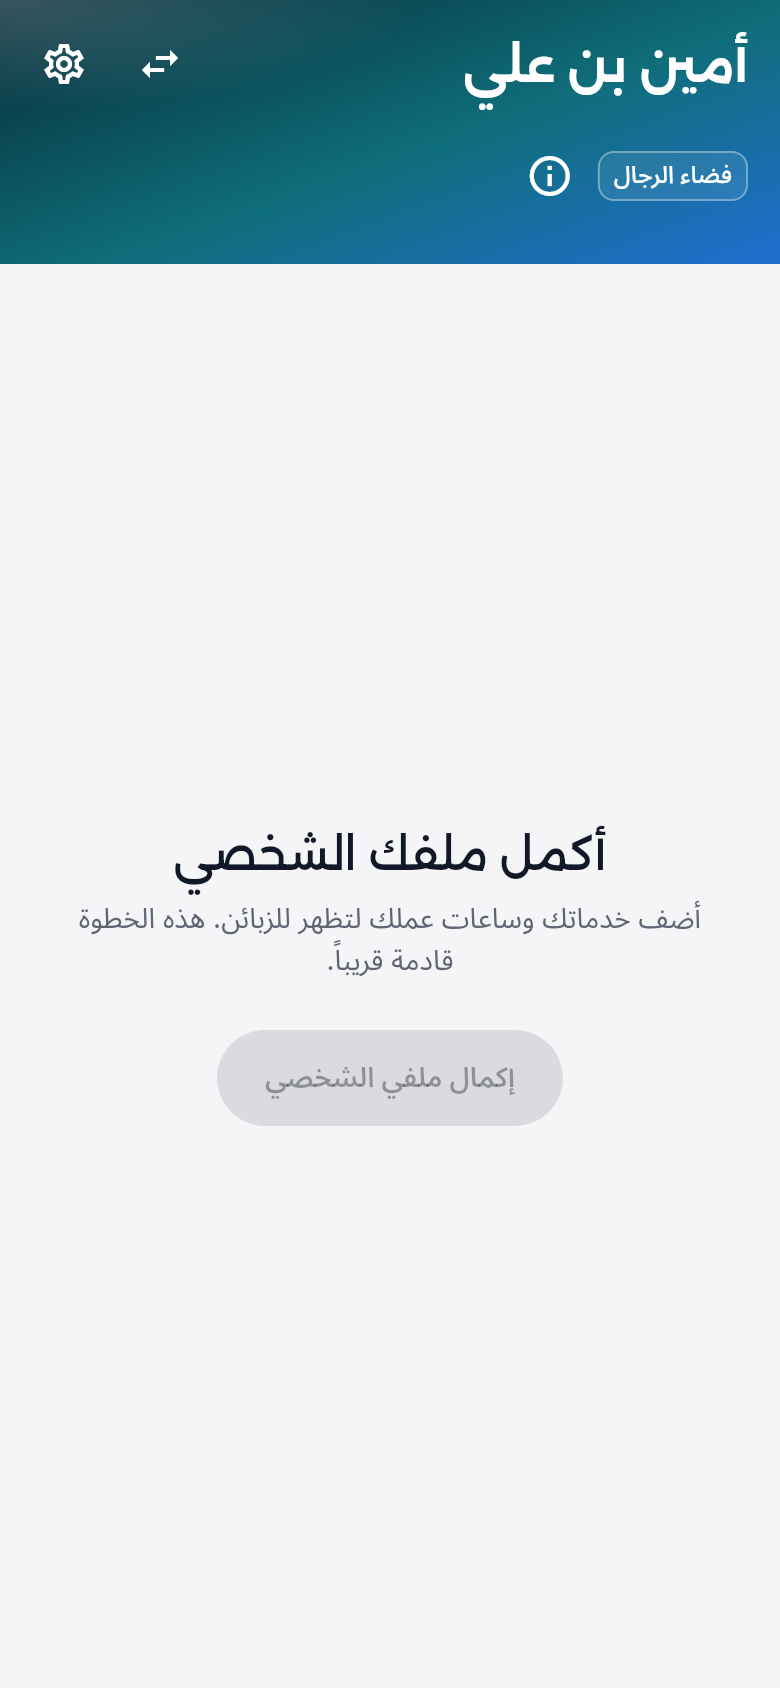 أمين بن علي
فضاء الرجال
أكمل ملفك الشخصي
أضف خدماتك وساعات عملك لتظهر للزبائن. هذه الخطوة
قادمة قريباً.
إكمال ملفي الشخصي